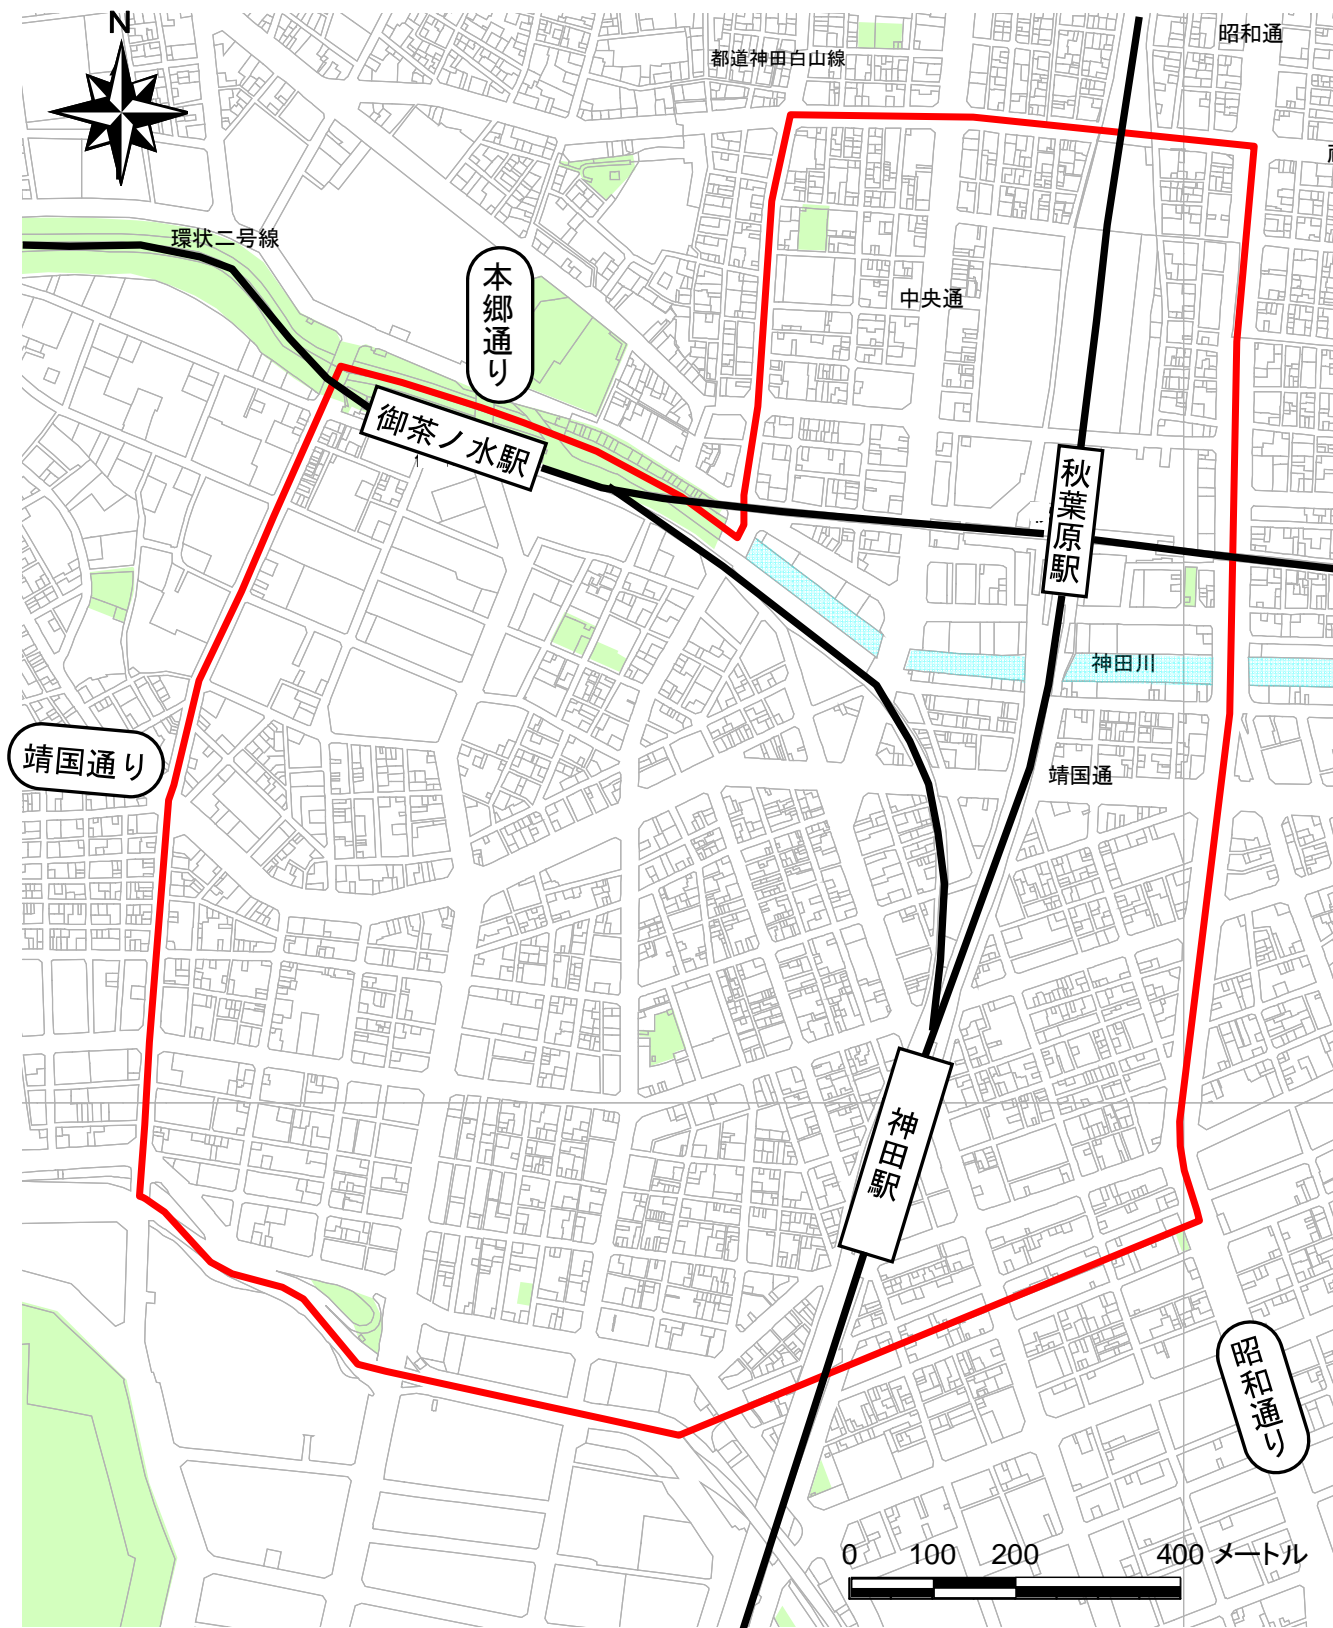 N
昭和通
都道神田白山線
環状二号線
本郷通り
中央通
御茶ノ水駅
秋葉原駅
神田川
靖国通り
靖国通
神田駅
昭和通り
0 100 200 400 メートル